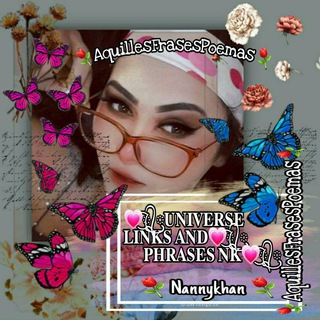 🌹AquillesFrasesPoemas🌹
💗ঔৣ⃟UNIVERSE
LINKS AND💗ঔৣ⃟
PHRASES NK💗ঔৣ⃟
🌹 Nannykhan 🌹
🌹AquillesFrasesPoemas🌹